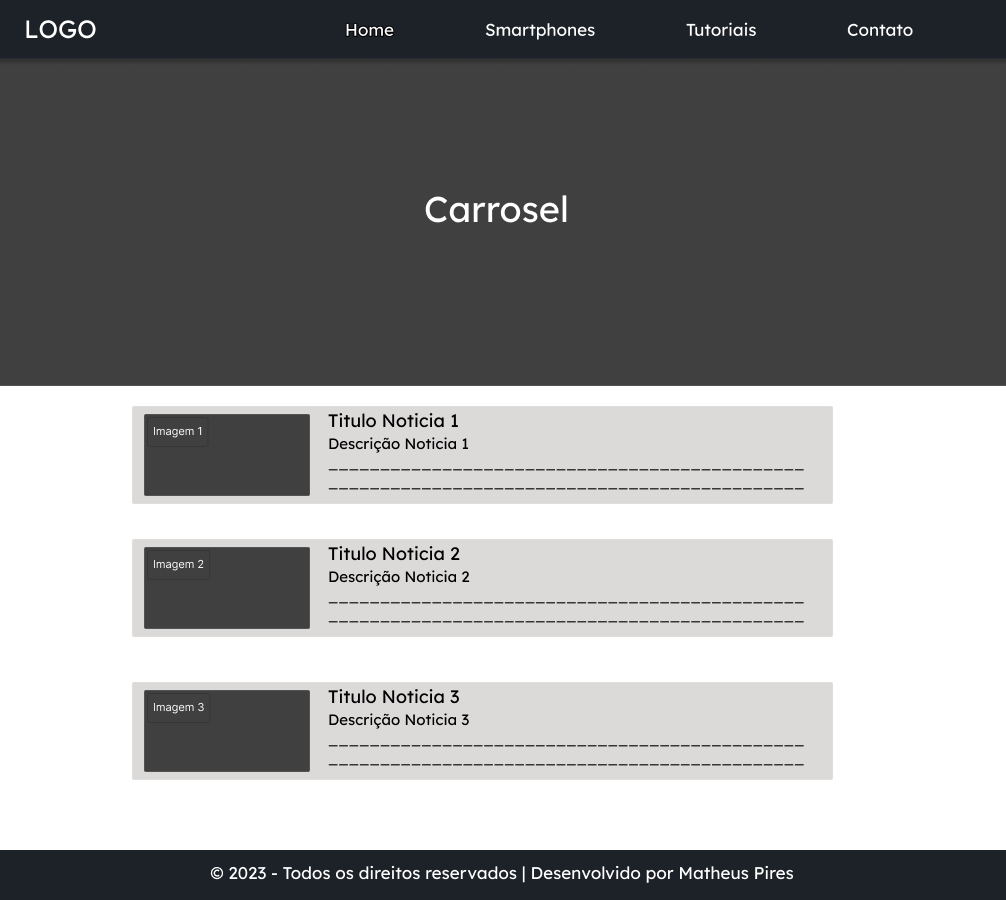 LOGO Home Smartphones Tutoriais Contato
Carrosel
Imagem 1
Titulo Noticia 1
Descrição Noticia 1
______________________________________________
______________________________________________
Imagem 2
Titulo Noticia 2
Descrição Noticia 2
______________________________________________
______________________________________________
Imagem 3
Titulo Noticia 3
Descrição Noticia 3
______________________________________________
______________________________________________
© 2023 - Todos os direitos reservados | Desenvolvido por Matheus Pires